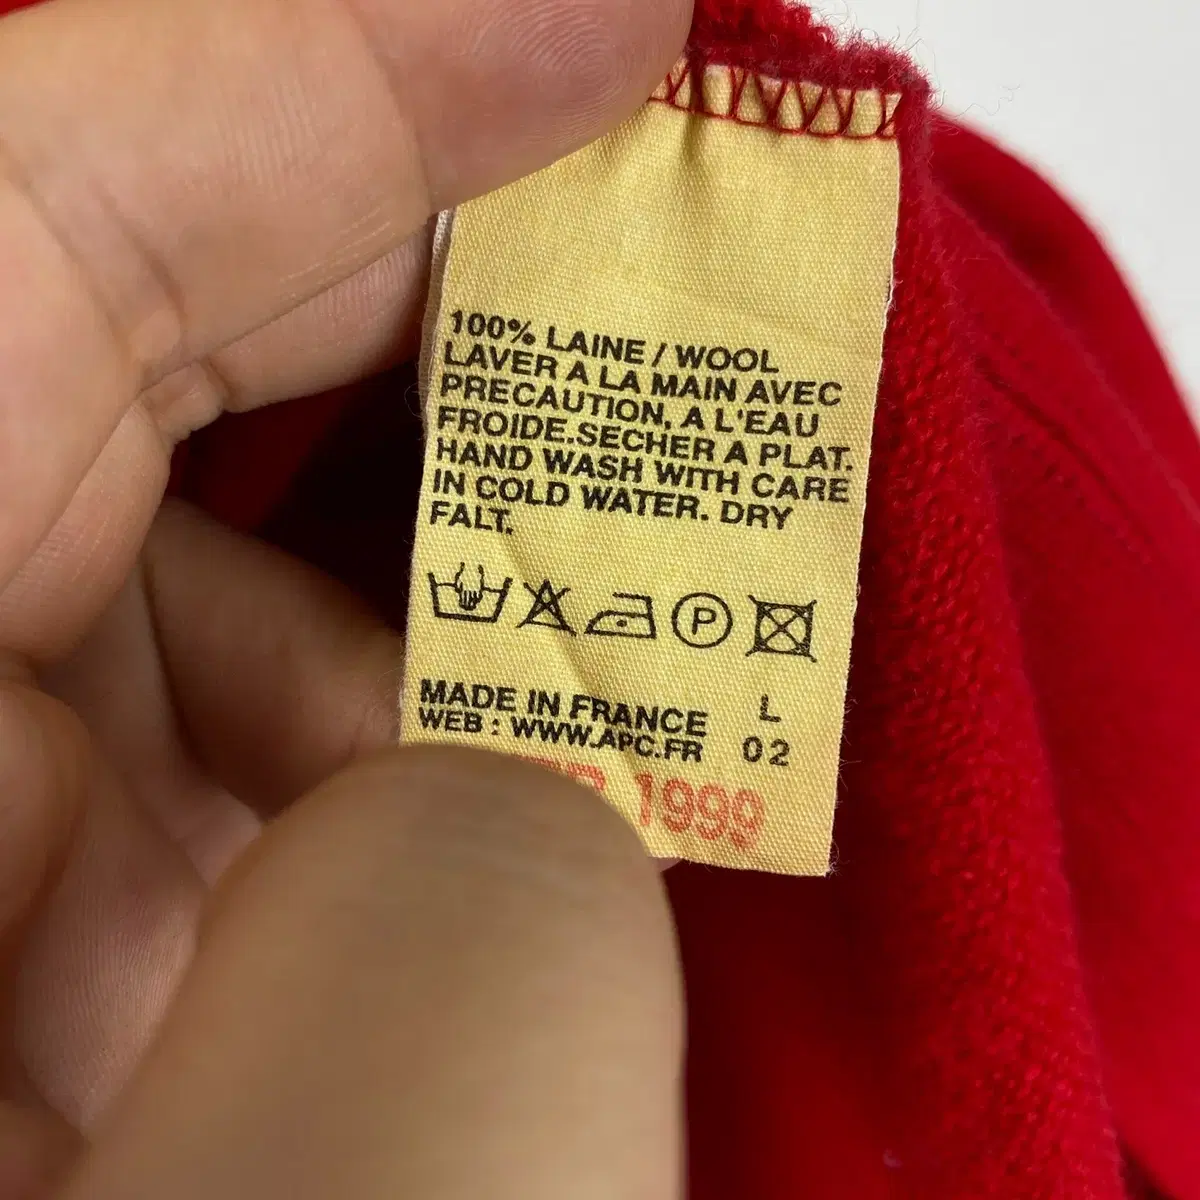 100% LAINE / WOOL
LAVER A LA MAIN AVEC
PRECAUTION, A L'EAU
FROIDE.SECHER A PLAT.
HAND WASH WITH CARE
IN COLD WATER. DRY
FALT.
P
MADE IN FRANCE L
WEB : WWW.APC.FR 02
1999